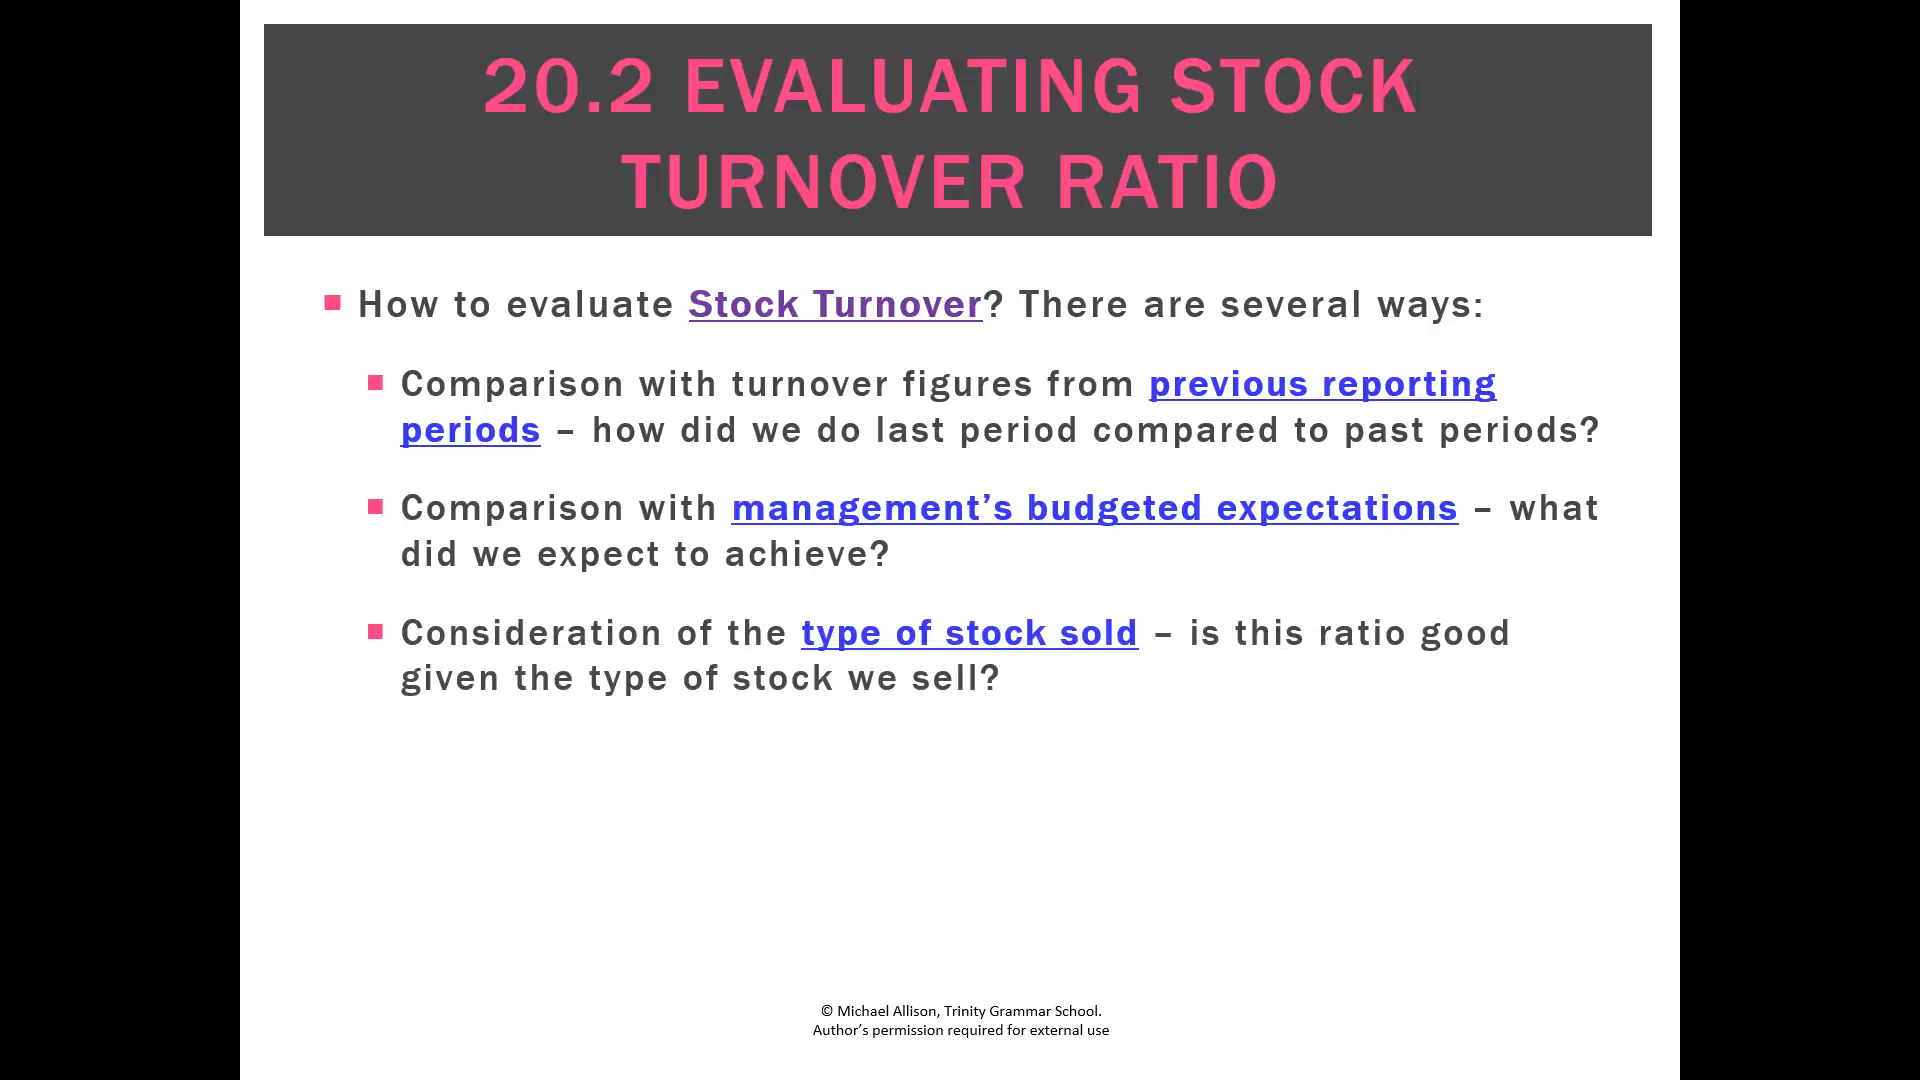 20.2 EVALUATING STOCK
TURNOVER RATIO
How to evaluate Stock Turnover? There are several ways:
Comparison with turnover figures from previous reporting
periods – how did we do last period compared to past periods?
Comparison with management’s budgeted expectations – what
did we expect to achieve?
Consideration of the type of stock sold – is this ratio good
given the type of stock we sell?
© Michael Allison, Trinity Grammar School.
Author’s permission required for external use